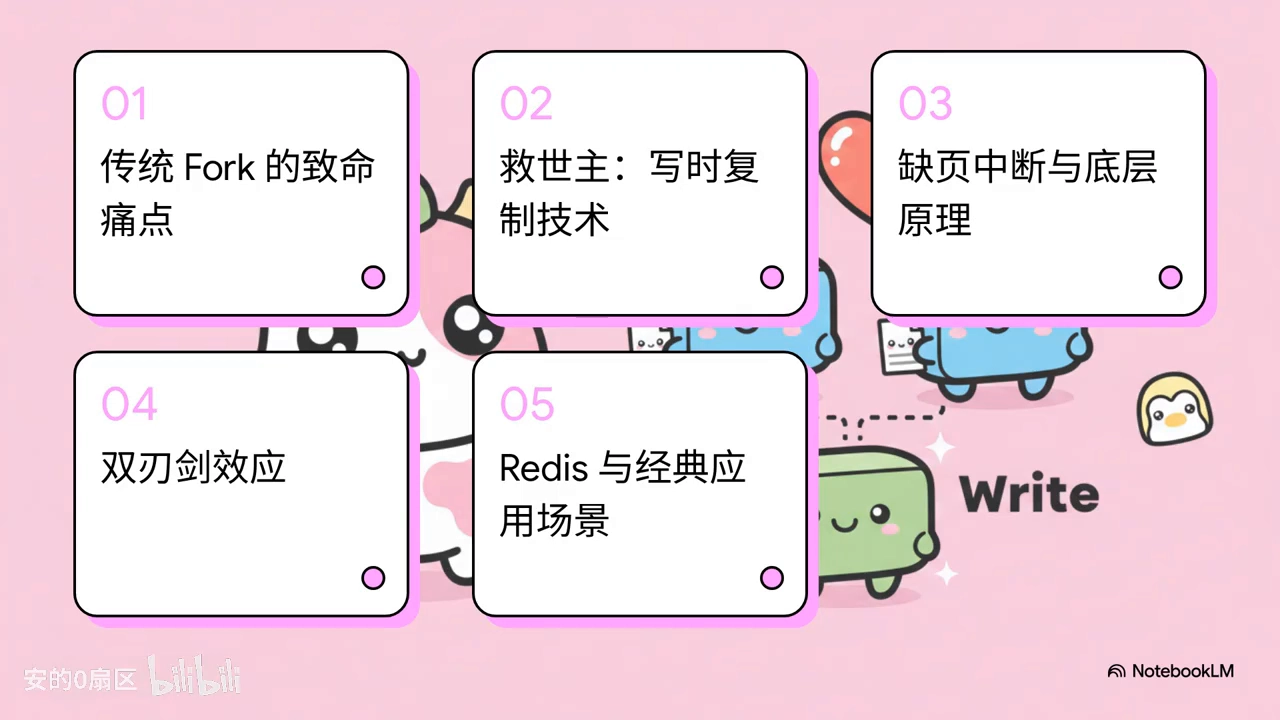 01
传统 Fork 的致命
痛点
02
救世主：写时复
制技术
03
缺页中断与底层
原理
04
双刃剑效应
05
Redis 与经典应
用场景
Write
安的0扇区 bilibili
NotebookLM